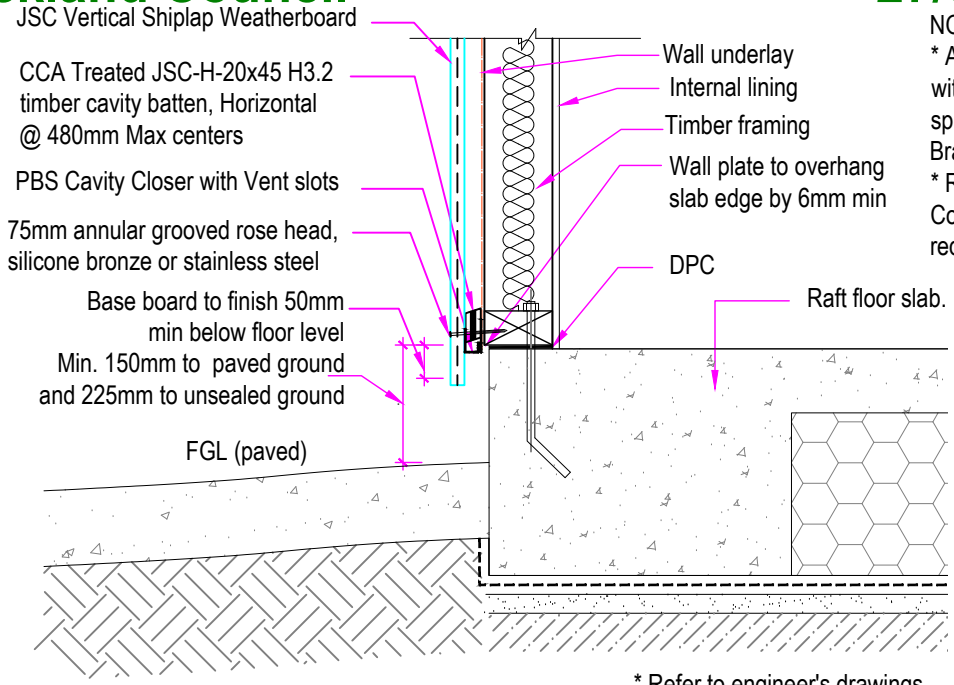 JSC Vertical Shiplap Weatherboard
CCA Treated JSC-H-20x45 H3.2
timber cavity batten, Horizontal
@ 480mm Max centers
PBS Cavity Closer with Vent slots
75mm annular grooved rose head,
silicone bronze or stainless steel
Base board to finish 50mm
min below floor level
Min. 150mm to paved ground
and 225mm to unsealed ground
FGL (paved)
Wall underlay
Internal lining
Timber framing
Wall plate to overhang
slab edge by 6mm min
DPC
Raft floor slab.
* Refer to engineer's drawings